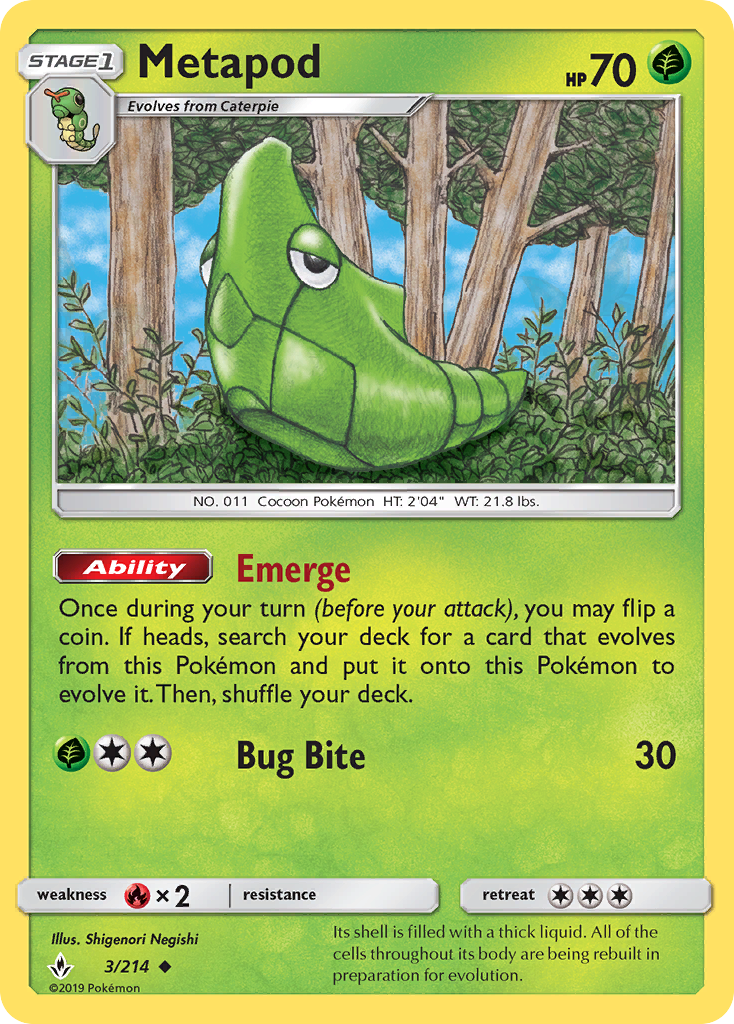 STAGE1
Metapod
HP70
Evolves from Caterpie
NO. 011 Cocoon Pokémon HT: 2'04" WT: 21.8 lbs.
Ability
Emerge
Once during your turn (before your attack), you may flip a
coin. If heads, search your deck for a card that evolves
from this Pokémon and put it onto this Pokémon to
evolve it. Then, shuffle your deck.
Bug Bite 30
weakness ×2 resistance retreat
Illus. Shigenori Negishi
3/214
©2019 Pokémon
Its shell is filled with a thick liquid. All of the
cells throughout its body are being rebuilt in
preparation for evolution.